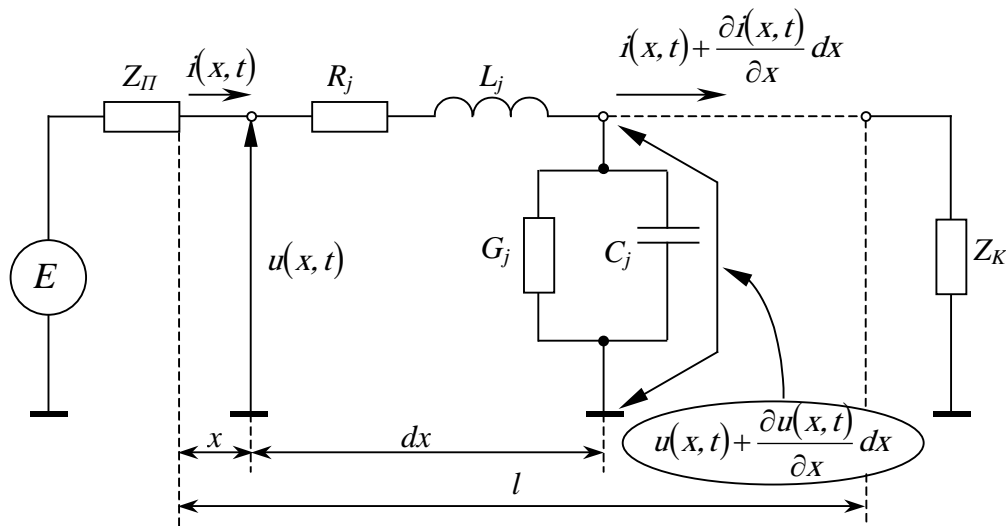 Z_П
i(x, t)
R_j
L_j
i(x, t) + ∂i(x, t)/∂x dx
E
u(x, t)
G_j
C_j
Z_K
x
dx
u(x, t) + ∂u(x, t)/∂x dx
l